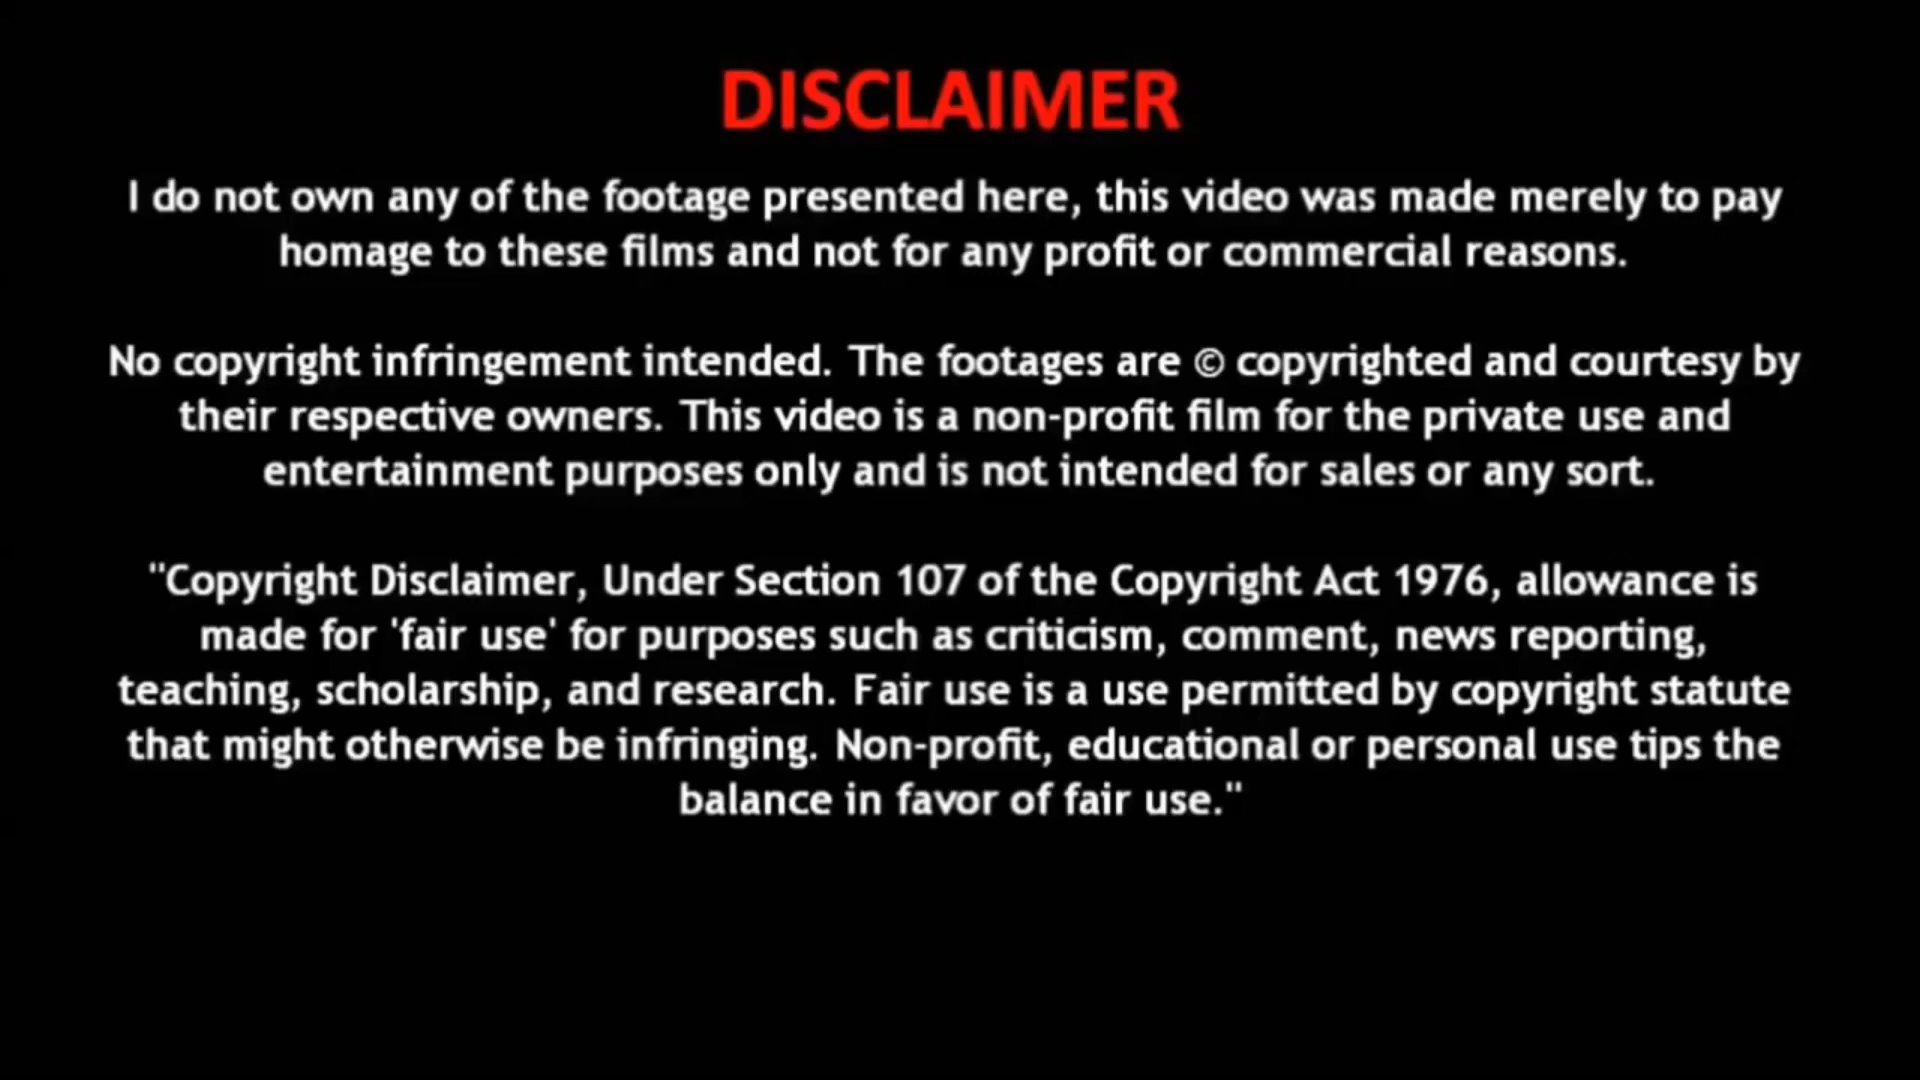 DISCLAIMER
I do not own any of the footage presented here, this video was made merely to pay
homage to these films and not for any profit or commercial reasons.
No copyright infringement intended. The footages are © copyrighted and courtesy by
their respective owners. This video is a non-profit film for the private use and
entertainment purposes only and is not intended for sales or any sort.
"Copyright Disclaimer, Under Section 107 of the Copyright Act 1976, allowance is
made for 'fair use' for purposes such as criticism, comment, news reporting,
teaching, scholarship, and research. Fair use is a use permitted by copyright statute
that might otherwise be infringing. Non-profit, educational or personal use tips the
balance in favor of fair use."